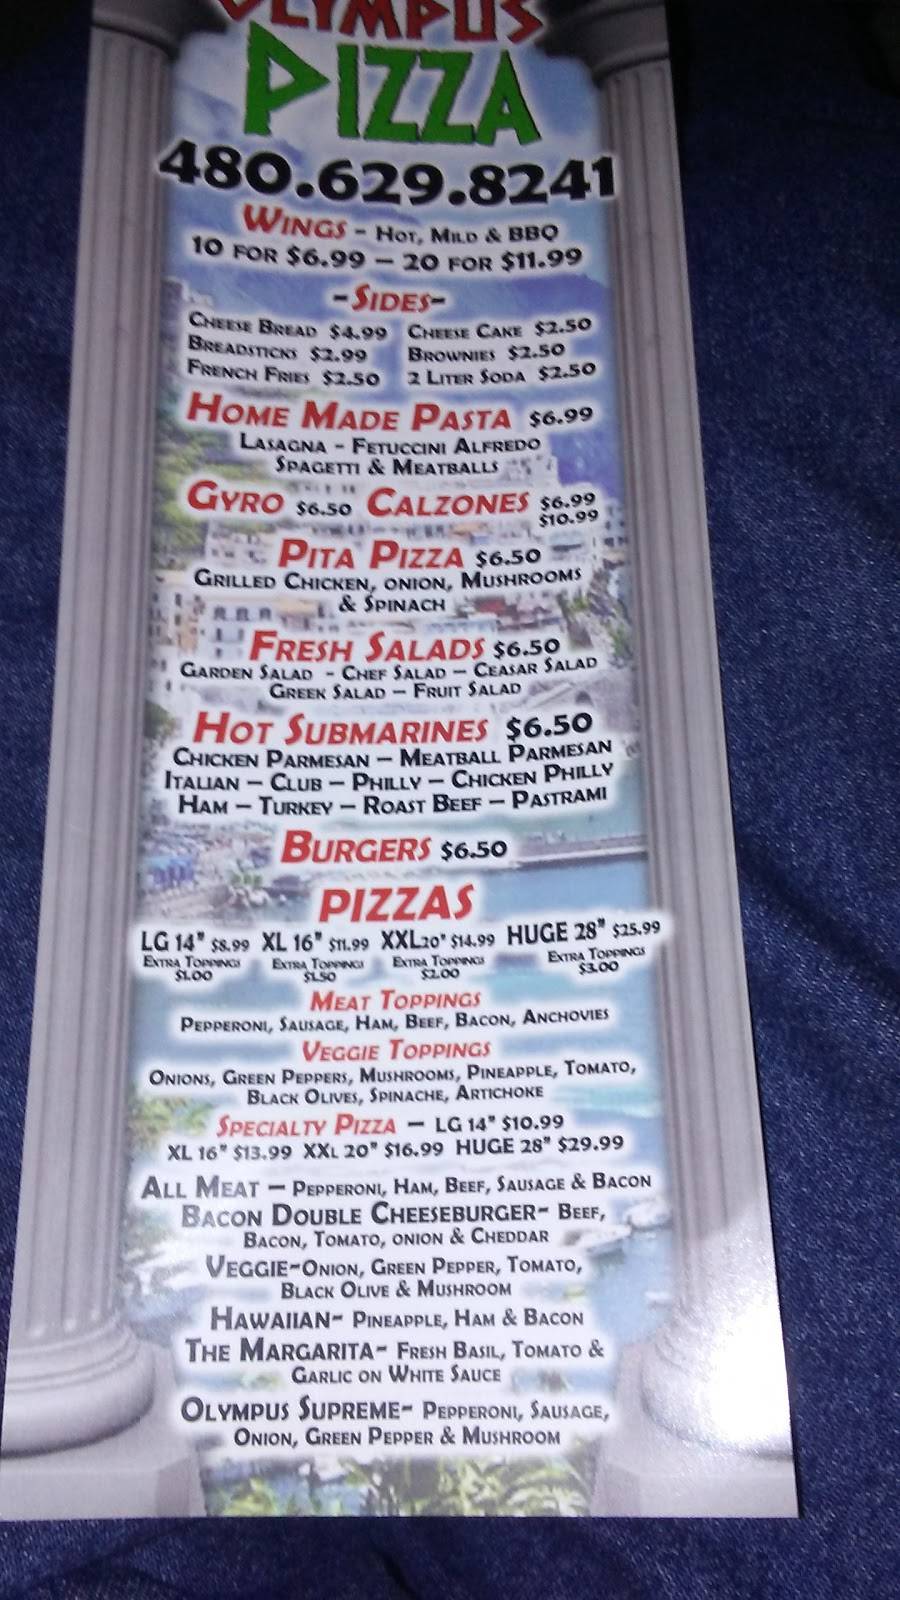 OLYMPUS
PIZZA
480.629.8241
WINGS - HOT, MILD & BBQ
10 FOR $6.99 – 20 FOR $11.99
-SIDES-
CHEESE BREAD $4.99 CHEESE CAKE $2.50
BREADSTICKS $2.99 BROWNIES $2.50
FRENCH FRIES $2.50 2 LITER SODA $2.50
HOME MADE PASTA $6.99
LASAGNA - FETUCCINI ALFREDO
SPAGETTI & MEATBALLS
GYRO $6.50 CALZONES $6.99
$10.99
PITA PIZZA $6.50
GRILLED CHICKEN, ONION, MUSHROOMS
& SPINACH
FRESH SALADS $6.50
GARDEN SALAD - CHEF SALAD – CEASAR SALAD
GREEK SALAD – FRUIT SALAD
HOT SUBMARINES $6.50
CHICKEN PARMESAN – MEATBALL PARMESAN
ITALIAN – CLUB – PHILLY – CHICKEN PHILLY
HAM – TURKEY – ROAST BEEF – PASTRAMI
BURGERS $6.50
PIZZAS
LG 14" $8.99 XL 16" $11.99 XXL20" $14.99 HUGE 28" $25.99
EXTRA TOPPINGS EXTRA TOPPINGS EXTRA TOPPINGS EXTRA TOPPINGS
$1.00 $1.50 $2.00 $3.00
MEAT TOPPINGS
PEPPERONI, SAUSAGE, HAM, BEEF, BACON, ANCHOVIES
VEGGIE TOPPINGS
ONIONS, GREEN PEPPERS, MUSHROOMS, PINEAPPLE, TOMATO,
BLACK OLIVES, SPINACHE, ARTICHOKE
SPECIALTY PIZZA – LG 14" $10.99
XL 16" $13.99 XXL 20" $16.99 HUGE 28" $29.99
ALL MEAT – PEPPERONI, HAM, BEEF, SAUSAGE & BACON
BACON DOUBLE CHEESEBURGER- BEEF,
BACON, TOMATO, ONION & CHEDDAR
VEGGIE-ONION, GREEN PEPPER, TOMATO,
BLACK OLIVE & MUSHROOM
HAWAIIAN- PINEAPPLE, HAM & BACON
THE MARGARITA- FRESH BASIL, TOMATO &
GARLIC ON WHITE SAUCE
OLYMPUS SUPREME- PEPPERONI, SAUSAGE,
ONION, GREEN PEPPER & MUSHROOM